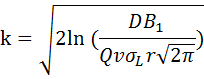 k = √(2ln (DB₁ / (Qvσ_L r√(2π))))